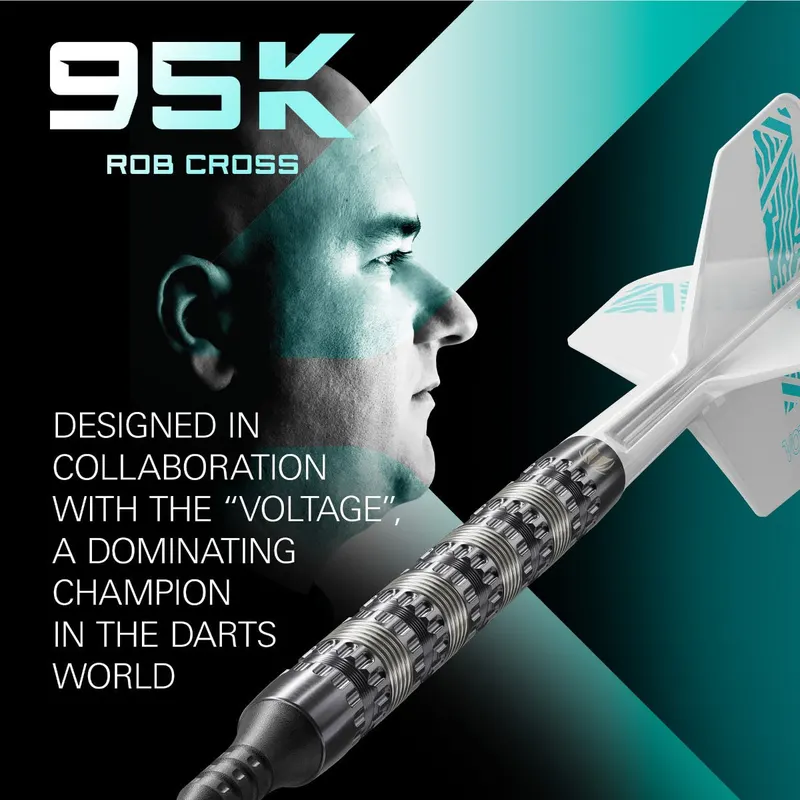 95K
ROB CROSS
DESIGNED IN
COLLABORATION
WITH THE “VOLTAGE”,
A DOMINATING
CHAMPION
IN THE DARTS
WORLD